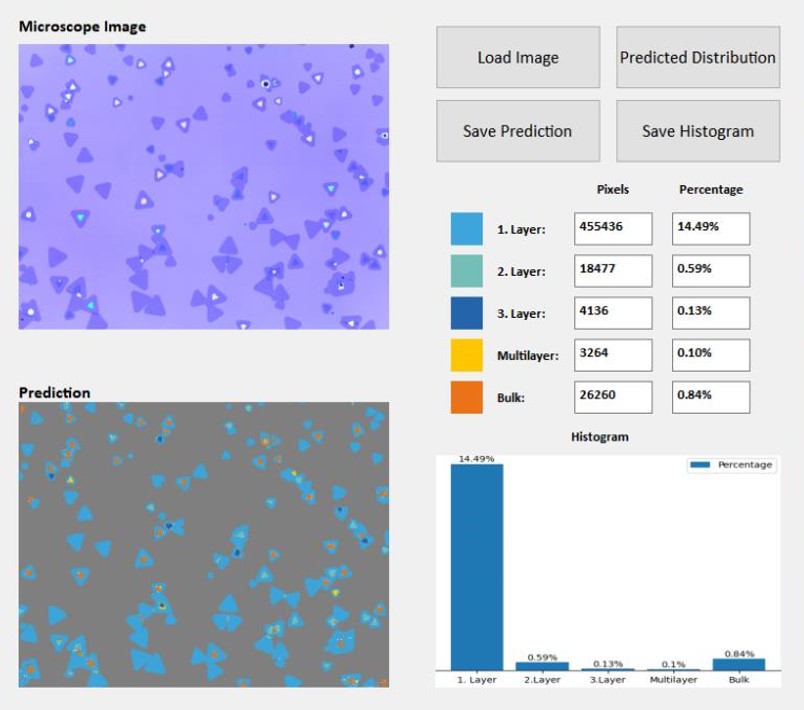 Microscope Image
Load Image
Predicted Distribution
Save Prediction
Save Histogram
Pixels Percentage
1. Layer: 455436 14.49%
2. Layer: 18477 0.59%
3. Layer: 4136 0.13%
Multilayer: 3264 0.10%
Bulk: 26260 0.84%
Prediction
Histogram
14.49%
Percentage
0.59%
0.13%
0.1%
0.84%
1. Layer 2.Layer 3.Layer Multilayer Bulk